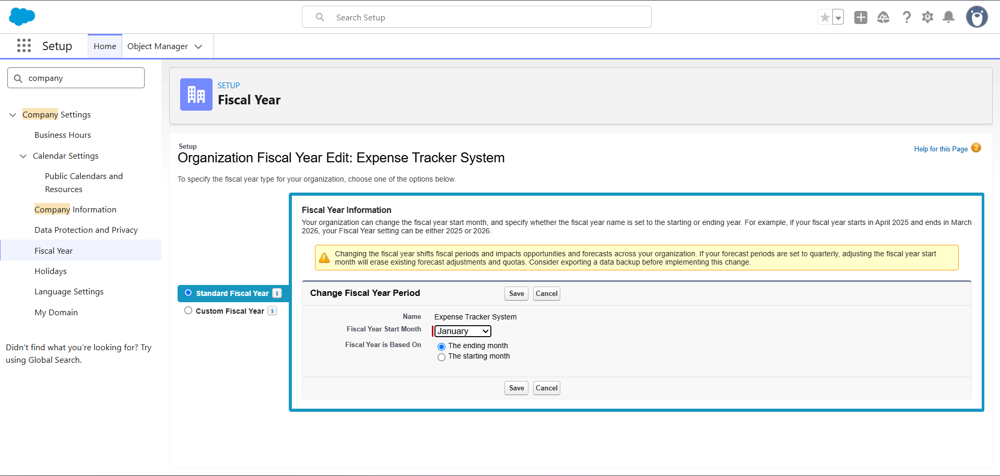 Search Setup
Setup
Home
Object Manager
company
Company Settings
Business Hours
Calendar Settings
Public Calendars and
Resources
Company Information
Data Protection and Privacy
Fiscal Year
Holidays
Language Settings
My Domain
Didn't find what you're looking for? Try
using Global Search.
SETUP
Fiscal Year
Setup
Organization Fiscal Year Edit: Expense Tracker System
Help for this Page
To specify the fiscal year type for your organization, choose one of the options below.
Standard Fiscal Year
Custom Fiscal Year
Fiscal Year Information
Your organization can change the fiscal year start month, and specify whether the fiscal year name is set to the starting or ending year. For example, if your fiscal year starts in April 2025 and ends in March
2026, your Fiscal Year setting can be either 2025 or 2026.
Changing the fiscal year shifts fiscal periods and impacts opportunities and forecasts across your organization. If your forecast periods are set to quarterly, adjusting the fiscal year start
month will erase existing forecast adjustments and quotas. Consider exporting a data backup before implementing this change.
Change Fiscal Year Period
Save Cancel
Name Expense Tracker System
Fiscal Year Start Month January
Fiscal Year is Based On The ending month
The starting month
Save Cancel